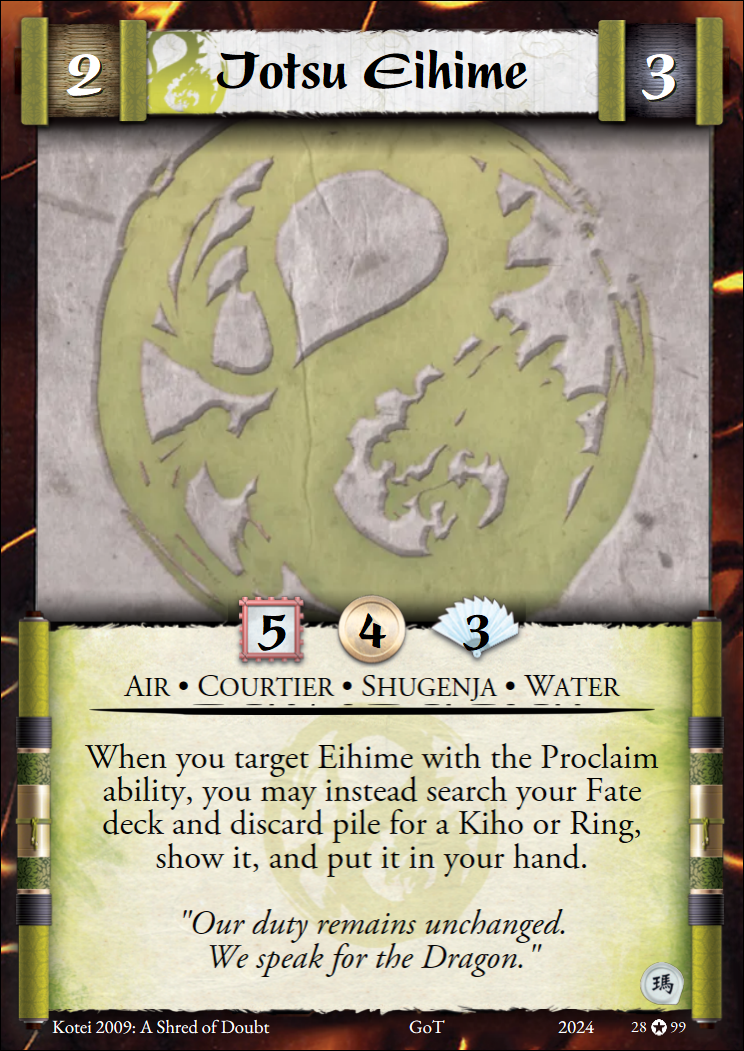 2
Totsu Eihime
3
5
4
3
AIR • COURTIER • SHUGENJA • WATER
When you target Eihime with the Proclaim
ability, you may instead search your Fate
deck and discard pile for a Kiho or Ring,
show it, and put it in your hand.
"Our duty remains unchanged.
We speak for the Dragon."
瑪
Kotei 2009: A Shred of Doubt
GoT
2024
28 ✪ 99